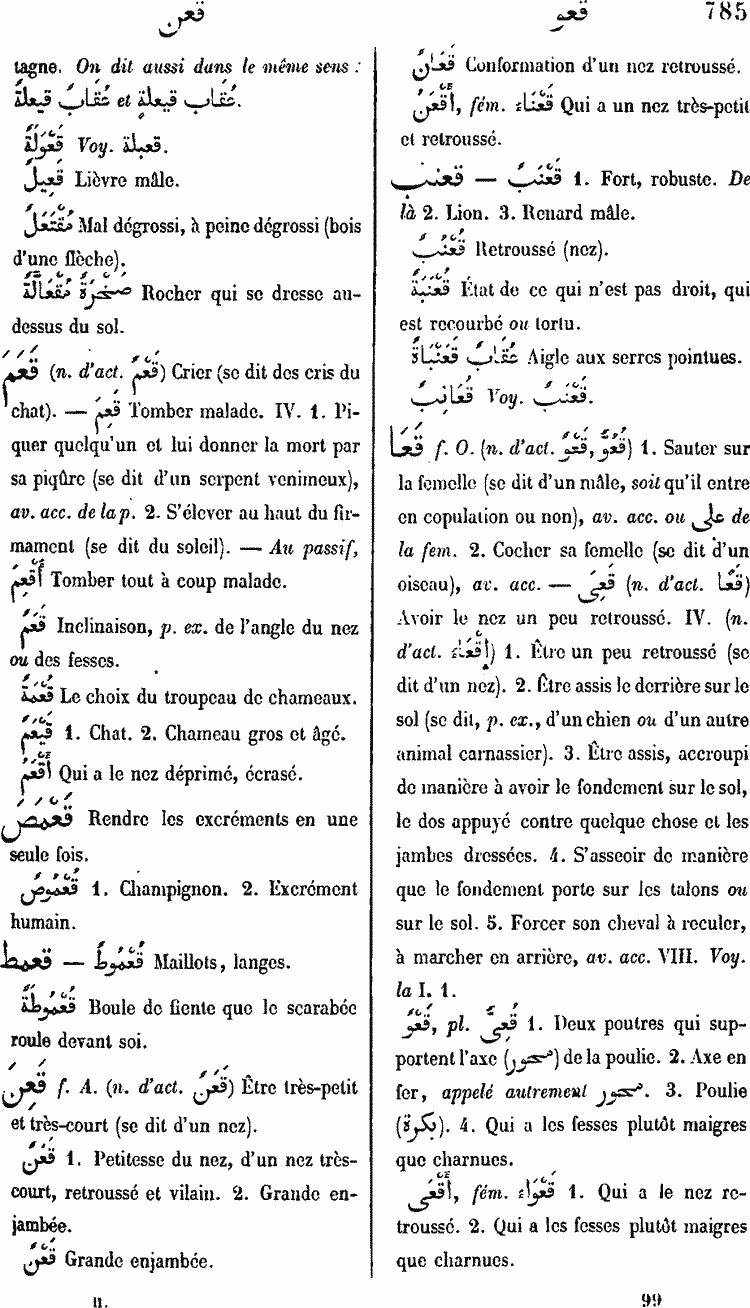 قعن
قعو
785
tagne. On dit aussi dans le même sens :
عُقَابٌ قَيعَلَةٌ et عُقَابُ قَيعَلَةٍ.
قَعْوَلَةٌ Voy. قعبلة.
قَعِيلٌ Lièvre mâle.
مُقْتَعَلٌ Mal dégrossi, à peine dégrossi (bois
d'une flèche).
صَخْرَةٌ مُقْعَالَّةٌ Rocher qui se dresse au-
dessus du sol.
قَعَمَ (n. d'act. قَعْمٌ) Crier (se dit des cris du
chat). — قَعِمَ Tomber malade. IV. 1. Pi-
quer quelqu'un et lui donner la mort par
sa piqûre (se dit d'un serpent venimeux),
av. acc. de la p. 2. S'élever au haut du fir-
mament (se dit du soleil). — Au passif,
أُقْعِمَ Tomber tout à coup malade.
قَعَمٌ Inclinaison, p. ex. de l'angle du nez
ou des fesses.
قَعْمَةٌ Le choix du troupeau de chameaux.
قَيْعَمٌ 1. Chat. 2. Chameau gros et âgé.
أَقْعَمُ Qui a le nez déprimé, écrasé.
قَعْمَصَ Rendre les excréments en une
seule fois.
قُعْمُوصٌ 1. Champignon. 2. Excrément
humain.
قعمط — قُعْمُوطٌ Maillots, langes.
قُعْمُوطَةٌ Boule de fiente que le scarabée
roule devant soi.
قَعِنَ f. A. (n. d'act. قَعَنٌ) Être très-petit
et très-court (se dit d'un nez).
قَعَنٌ 1. Petitesse du nez, d'un nez très-
court, retroussé et vilain. 2. Grande en-
jambée.
قَعْنٌ Grande enjambée.
II.
قُعَانٌ Conformation d'un nez retroussé.
أَقْعَنُ, fém. قَعْنَاءُ Qui a un nez très-petit
et retroussé.
قعنب — قَعْنَبٌ 1. Fort, robuste. De
là 2. Lion. 3. Renard mâle.
قُعْنُبٌ Retroussé (nez).
قَعْنَبَةٌ État de ce qui n'est pas droit, qui
est recourbé ou tortu.
عُقَابٌ قَعَنْبَاةٌ Aigle aux serres pointues.
قُعَانِبٌ Voy. قَعْنَبٌ.
قَعَا f. O. (n. d'act. قَعْوٌ, قُعُوٌّ) 1. Sauter sur
la femelle (se dit d'un mâle, soit qu'il entre
en copulation ou non), av. acc. ou على de
la fem. 2. Cocher sa femelle (se dit d'un
oiseau), av. acc. — قَعِىَ (n. d'act. قَعًا)
Avoir le nez un peu retroussé. IV. (n.
d'act. إِقْعَاءٌ) 1. Être un peu retroussé (se
dit d'un nez). 2. Être assis le derrière sur le
sol (se dit, p. ex., d'un chien ou d'un autre
animal carnassier). 3. Être assis, accroupi
de manière à avoir le fondement sur le sol,
le dos appuyé contre quelque chose et les
jambes dressées. 4. S'asseoir de manière
que le fondement porte sur les talons ou
sur le sol. 5. Forcer son cheval à reculer,
à marcher en arrière, av. acc. VIII. Voy.
la I. 1.
قَعْوٌ, pl. قُعِىٌّ 1. Deux poutres qui sup-
portent l'axe (محور) de la poulie. 2. Axe en
fer, appelé autrement محور. 3. Poulie
(بكرة). 4. Qui a les fesses plutôt maigres
que charnues.
أَقْعَى, fém. قَعْوَاءُ 1. Qui a le nez re-
troussé. 2. Qui a les fesses plutôt maigres
que charnues.
99